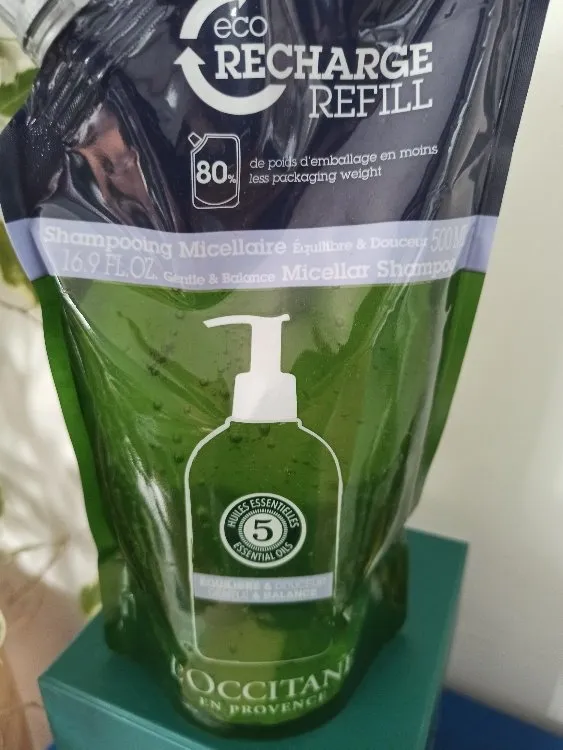 eco
RECHARGE
REFILL
80%
de poids d'emballage en moins
less packaging weight
Shampooing Micellaire Équilibre & Douceur 500 M
16.9 FL.OZ. Gentle & Balance Micellar Shampoo
HUILES ESSENTIELLES
5
ESSENTIAL OILS
ÉQUILIBRE & DOUCEUR
GENTLE & BALANCE
L'OCCITANE
EN PROVENCE